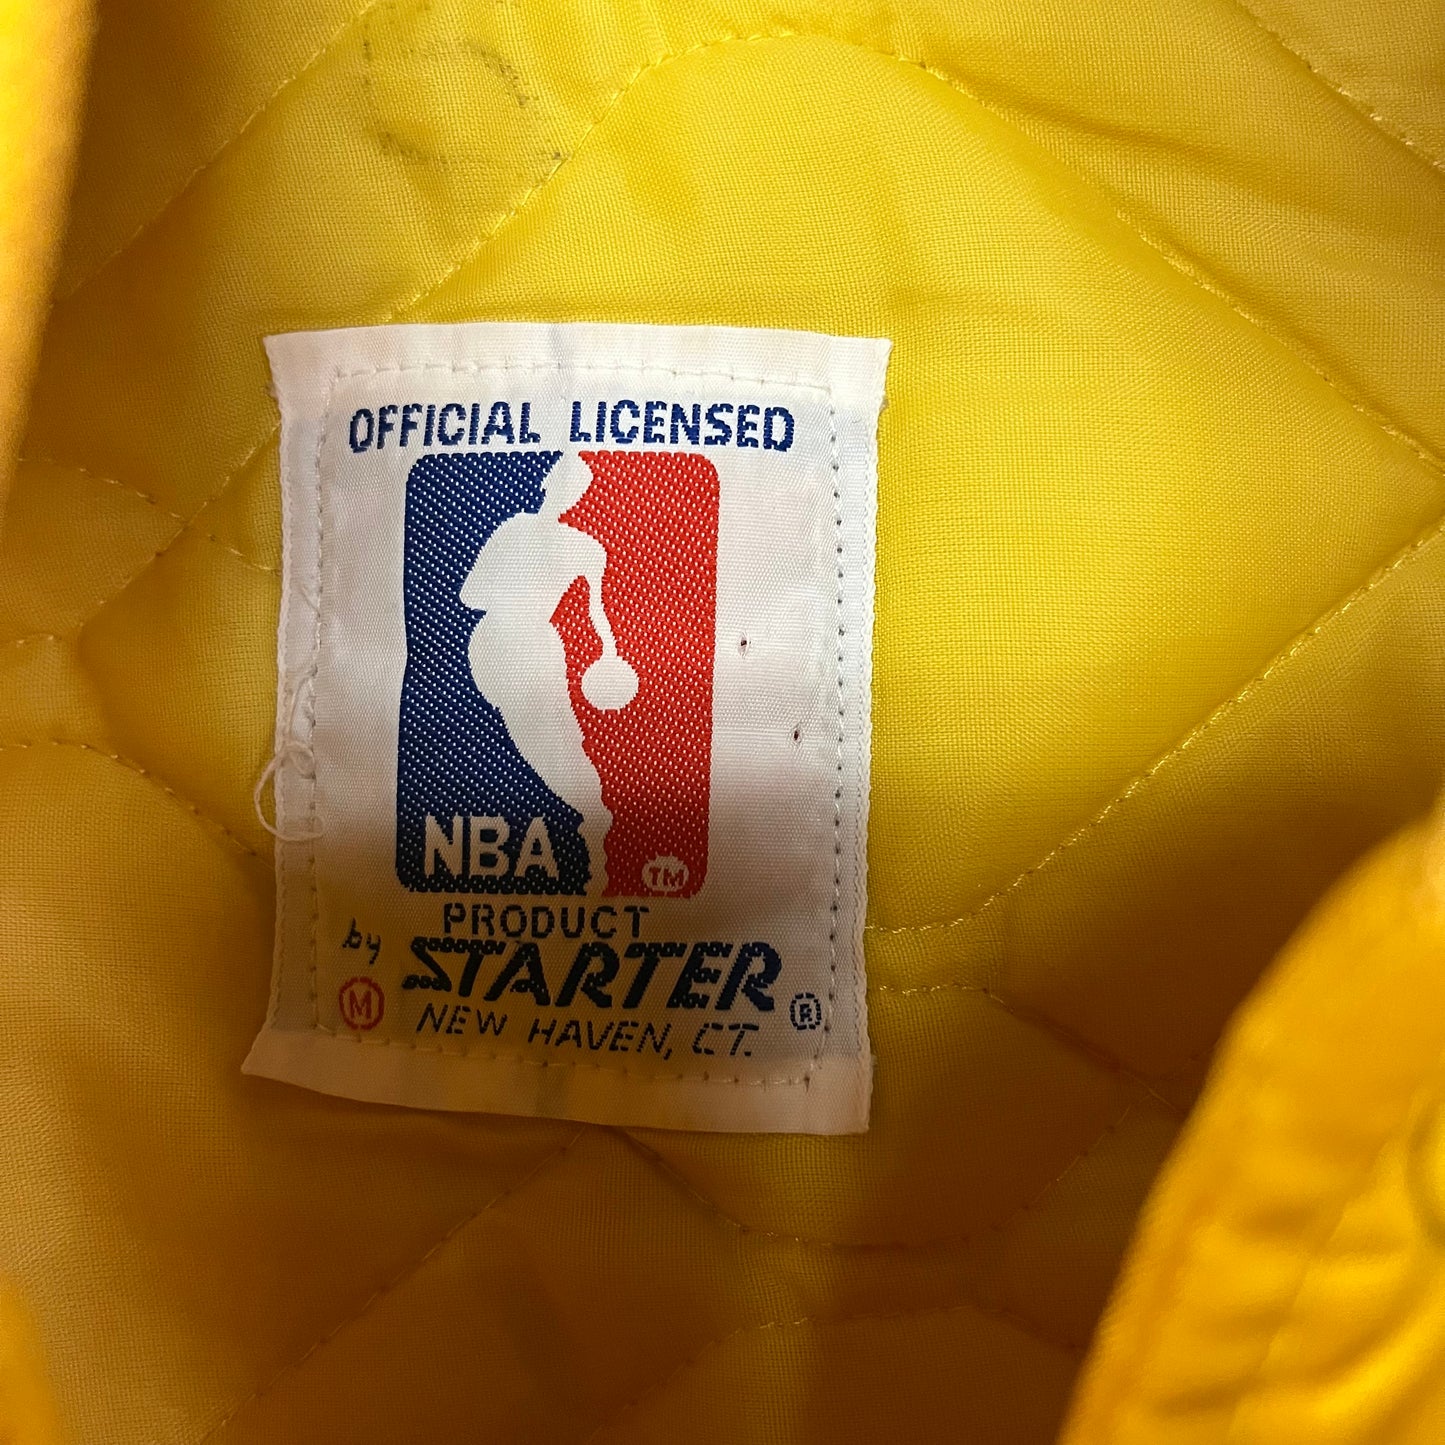 OFFICIAL LICENSED
NBA
TM
PRODUCT
by STARTER ®
M NEW HAVEN, CT.